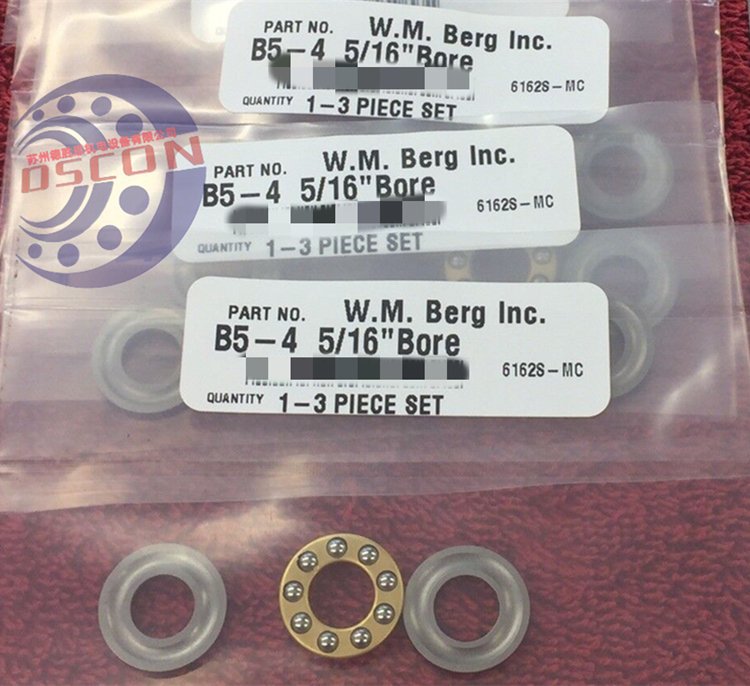 PART NO. W.M. Berg Inc.
B5-4 5/16"Bore
6162S-MC
QUANTITY 1-3 PIECE SET
DSCON
PART NO. W.M. Berg Inc.
B5-4 5/16"Bore
6162S-MC
QUANTITY 1-3 PIECE SET
PART NO. W.M. Berg Inc.
B5-4 5/16"Bore
6162S-MC
QUANTITY 1-3 PIECE SET